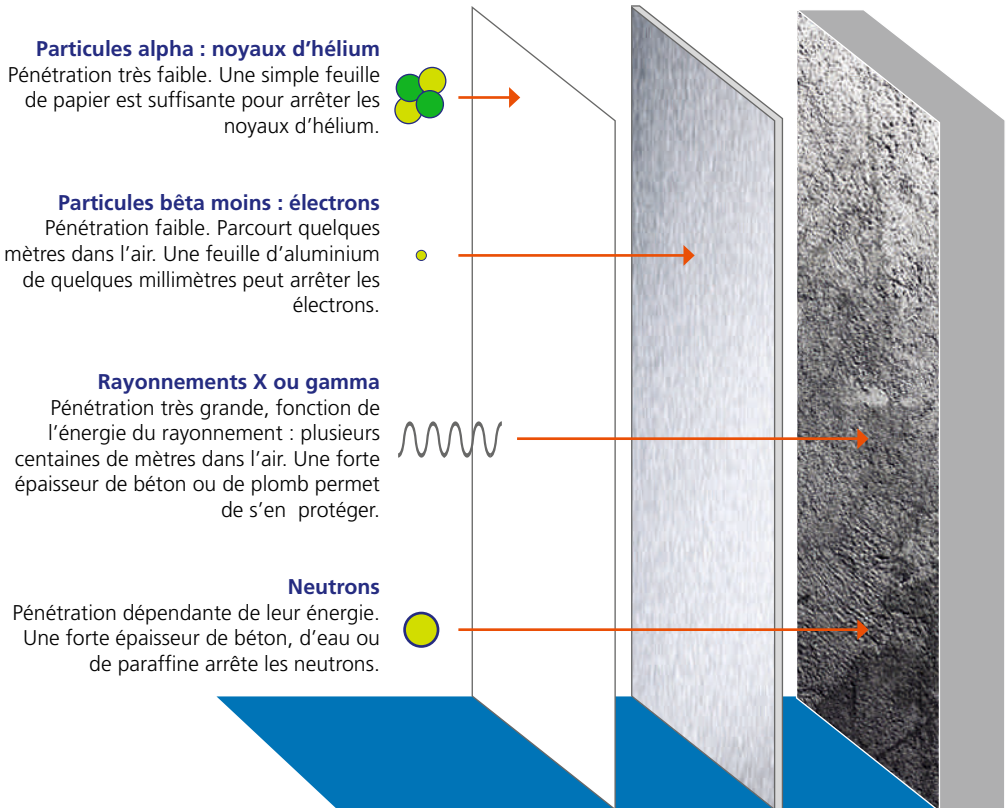 Particules alpha : noyaux d’hélium
Pénétration très faible. Une simple feuille
de papier est suffisante pour arrêter les
noyaux d’hélium.
Particules bêta moins : électrons
Pénétration faible. Parcourt quelques
mètres dans l’air. Une feuille d’aluminium
de quelques millimètres peut arrêter les
électrons.
Rayonnements X ou gamma
Pénétration très grande, fonction de
l’énergie du rayonnement : plusieurs
centaines de mètres dans l’air. Une forte
épaisseur de béton ou de plomb permet
de s’en protéger.
Neutrons
Pénétration dépendante de leur énergie.
Une forte épaisseur de béton, d’eau ou
de paraffine arrête les neutrons.